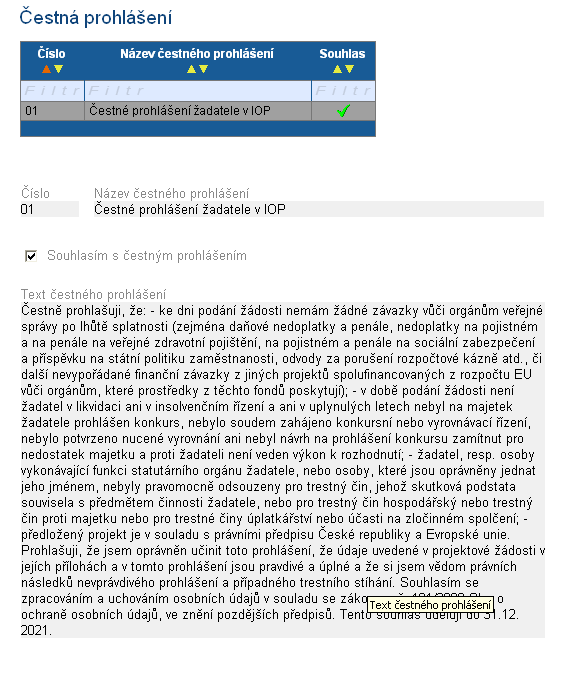 Čestná prohlášení
Číslo Název čestného prohlášení Souhlas
Filtr Filtr Filtr
01 Čestné prohlášení žadatele v IOP
Číslo Název čestného prohlášení
01 Čestné prohlášení žadatele v IOP
Souhlasím s čestným prohlášením
Text čestného prohlášení
Čestně prohlašuji, že: - ke dni podání žádosti nemám žádné závazky vůči orgánům veřejné
správy po lhůtě splatnosti (zejména daňové nedoplatky a penále, nedoplatky na pojistném
a na penále na veřejné zdravotní pojištění, na pojistném a penále na sociální zabezpečení
a příspěvku na státní politiku zaměstnanosti, odvody za porušení rozpočtové kázně atd., či
další nevypořádané finanční závazky z jiných projektů spolufinancovaných z rozpočtu EU
vůči orgánům, které prostředky z těchto fondů poskytují); - v době podání žádosti není
žadatel v likvidaci ani v insolvenčním řízení a ani v uplynulých letech nebyl na majetek
žadatele prohlášen konkurs, nebylo soudem zahájeno konkursní nebo vyrovnávací řízení,
nebylo potvrzeno nucené vyrovnání ani nebyl návrh na prohlášení konkursu zamítnut pro
nedostatek majetku a proti žadateli není veden výkon k rozhodnutí; - žadatel, resp. osoby
vykonávající funkci statutárního orgánu žadatele, nebo osoby, které jsou oprávněny jednat
jeho jménem, nebyly pravomocně odsouzeny pro trestný čin, jehož skutková podstata
souvisela s předmětem činnosti žadatele, nebo pro trestný čin hospodářský nebo trestný
čin proti majetku nebo pro trestné činy úplatkářství nebo účasti na zločinném spolčení; -
předložený projekt je v souladu s právními předpisu České republiky a Evropské unie.
Prohlašuji, že jsem oprávněn učinit toto prohlášení, že údaje uvedené v projektové žádosti v
jejích přílohách a v tomto prohlášení jsou pravdivé a úplné a že si jsem vědom právních
následků nevprávdivého prohlášení a případného trestního stíhání. Souhlasím se
zpracováním a uchováním osobních údajů v souladu se o
Text čestného prohlášení
ochraně osobních údajů, ve znění pozdějších předpisů. Tento souhlas uděluji do 31.12.
2021.